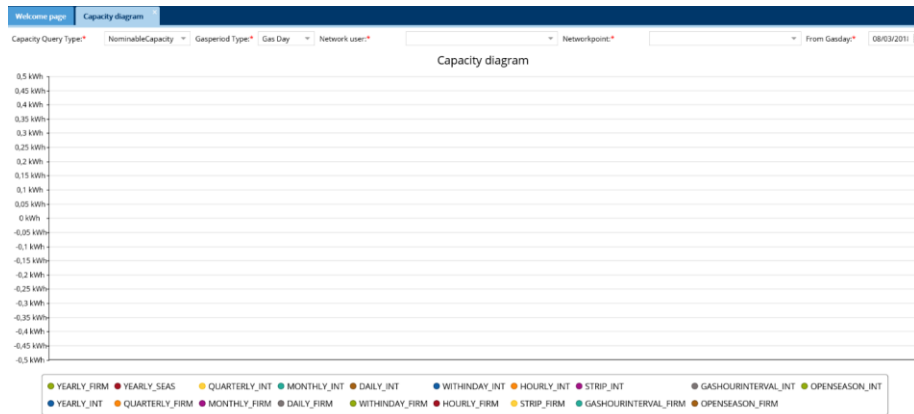 Welcome page Capacity diagram
Capacity Query Type:* NominableCapacity Gasperiod Type:* Gas Day Network user:* Networkpoint:* From Gasday:* 08/03/201
Capacity diagram
0,5 kWh
0,45 kWh
0,4 kWh
0,35 kWh
0,3 kWh
0,25 kWh
0,2 kWh
0,15 kWh
0,1 kWh
0,05 kWh
0 kWh
-0,05 kWh
-0,1 kWh
-0,15 kWh
-0,2 kWh
-0,25 kWh
-0,3 kWh
-0,35 kWh
-0,4 kWh
-0,45 kWh
-0,5 kWh
YEARLY_FIRM YEARLY_SEAS QUARTERLY_INT MONTHLY_INT DAILY_INT WITHINDAY_INT HOURLY_INT STRIP_INT GASHOURINTERVAL_INT OPENSEASON_INT
YEARLY_INT QUARTERLY_FIRM MONTHLY_FIRM DAILY_FIRM WITHINDAY_FIRM HOURLY_FIRM STRIP_FIRM GASHOURINTERVAL_FIRM OPENSEASON_FIRM